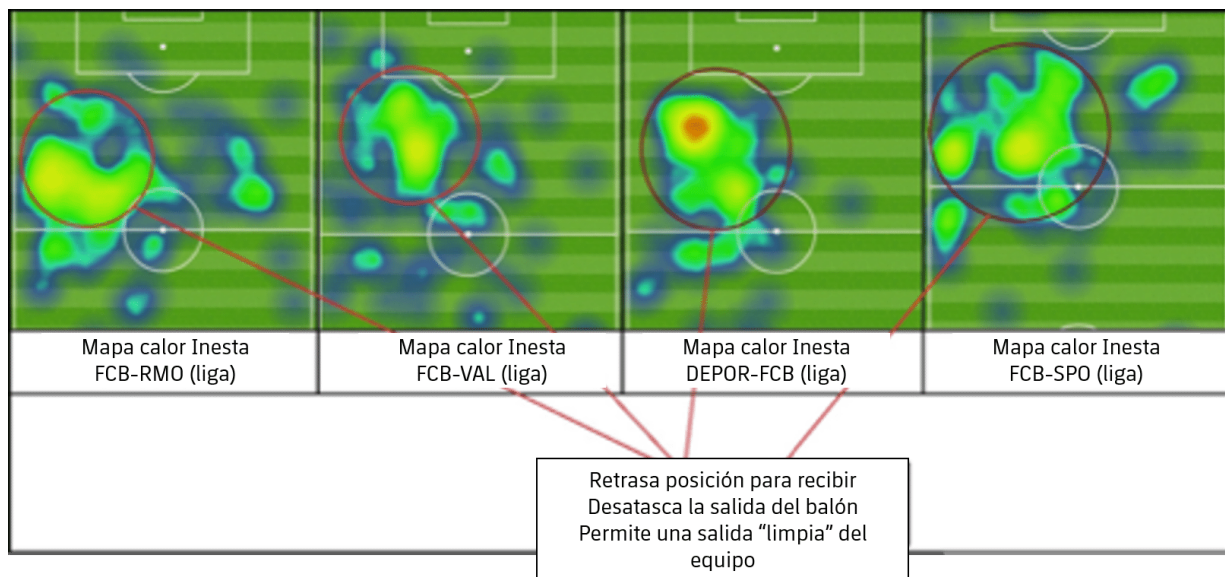 Mapa calor Inesta
FCB-RMO (liga)
Mapa calor Inesta
FCB-VAL (liga)
Mapa calor Inesta
DEPOR-FCB (liga)
Mapa calor Inesta
FCB-SPO (liga)
Retrasa posición para recibir
Desatasca la salida del balón
Permite una salida “limpia” del
equipo